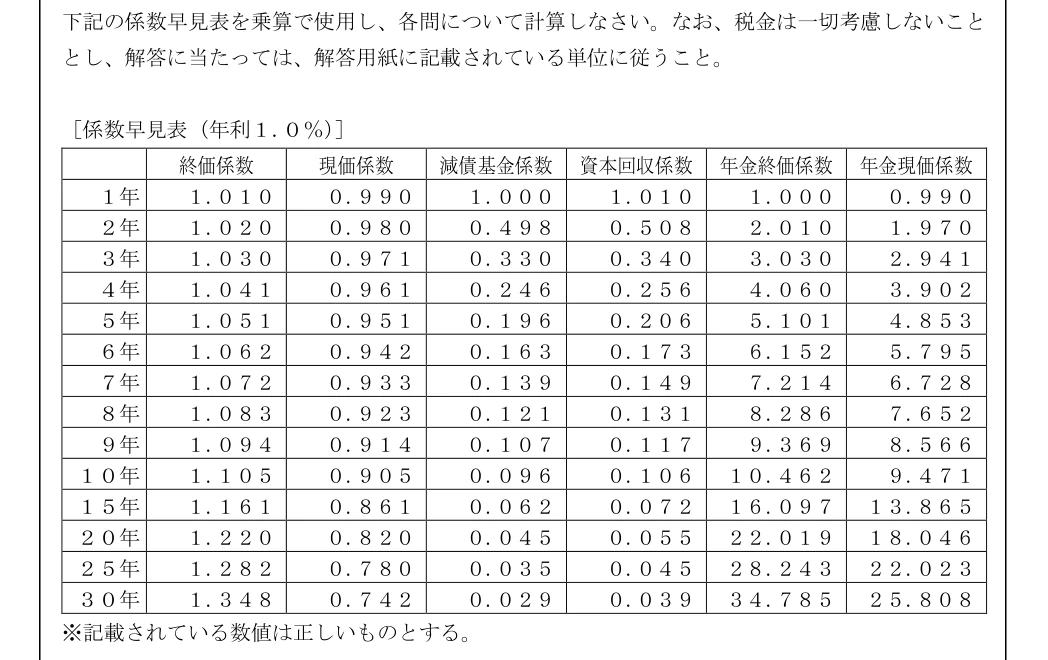 下記の係数早見表を乗算で使用し、各問について計算しなさい。なお、税金は一切考慮しないこと
とし、解答に当たっては、解答用紙に記載されている単位に従うこと。
［係数早見表（年利１.０％）］
終価係数 現価係数 減債基金係数 資本回収係数 年金終価係数 年金現価係数
１年 １.０１０ ０.９９０ １.０００ １.０１０ １.０００ ０.９９０
２年 １.０２０ ０.９８０ ０.４９８ ０.５０８ ２.０１０ １.９７０
３年 １.０３０ ０.９７１ ０.３３０ ０.３４０ ３.０３０ ２.９４１
４年 １.０４１ ０.９６１ ０.２４６ ０.２５６ ４.０６０ ３.９０２
５年 １.０５１ ０.９５１ ０.１９６ ０.２０６ ５.１０１ ４.８５３
６年 １.０６２ ０.９４２ ０.１６３ ０.１７３ ６.１５２ ５.７９５
７年 １.０７２ ０.９３３ ０.１３９ ０.１４９ ７.２１４ ６.７２８
８年 １.０８３ ０.９２３ ０.１２１ ０.１３１ ８.２８６ ７.６５２
９年 １.０９４ ０.９１４ ０.１０７ ０.１１７ ９.３６９ ８.５６６
１０年 １.１０５ ０.９０５ ０.０９６ ０.１０６ １０.４６２ ９.４７１
１５年 １.１６１ ０.８６１ ０.０６２ ０.０７２ １６.０９７ １３.８６５
２０年 １.２２０ ０.８２０ ０.０４５ ０.０５５ ２２.０１９ １８.０４６
２５年 １.２８２ ０.７８０ ０.０３５ ０.０４５ ２８.２４３ ２２.０２３
３０年 １.３４８ ０.７４２ ０.０２９ ０.０３９ ３４.７８５ ２５.８０８
※記載されている数値は正しいものとする。